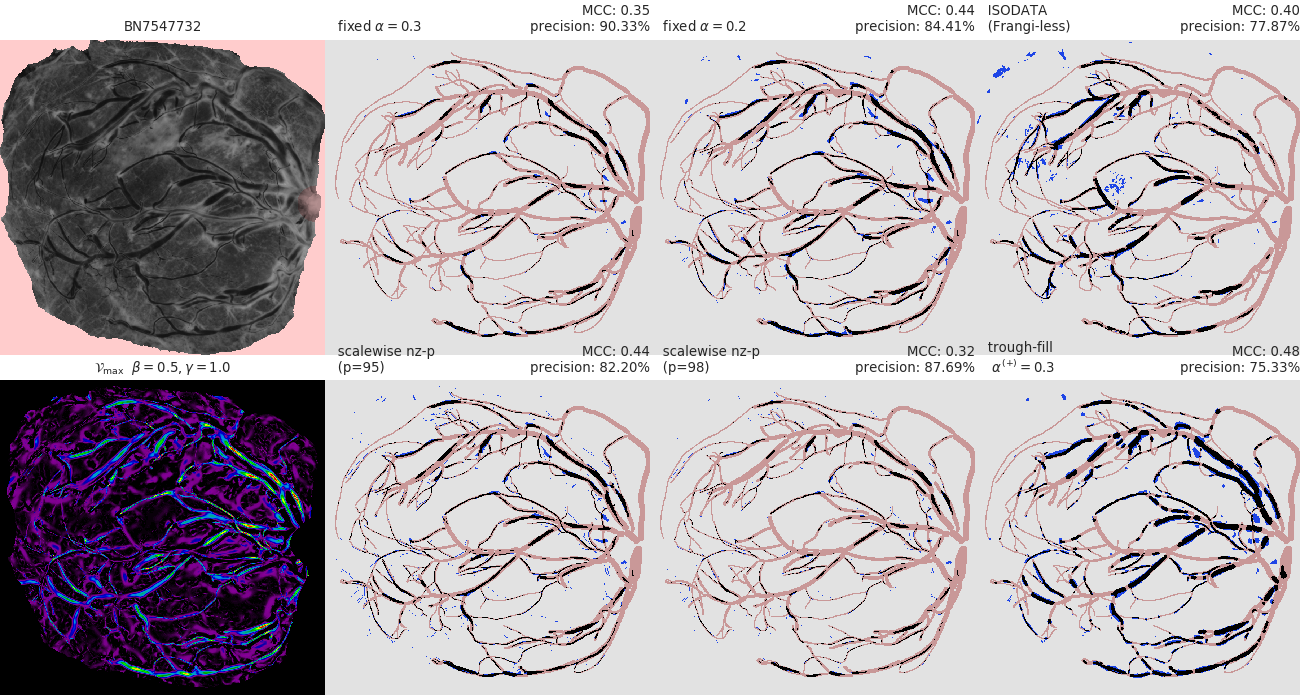 BN7547732
fixed α = 0.3
MCC: 0.35
precision: 90.33%
fixed α = 0.2
MCC: 0.44
precision: 84.41%
ISODATA
(Frangi-less)
MCC: 0.40
precision: 77.87%
𝒱max β = 0.5, γ = 1.0
scalewise nz-p
(p=95)
MCC: 0.44
precision: 82.20%
scalewise nz-p
(p=98)
MCC: 0.32
precision: 87.69%
trough-fill
α(+) = 0.3
MCC: 0.48
precision: 75.33%